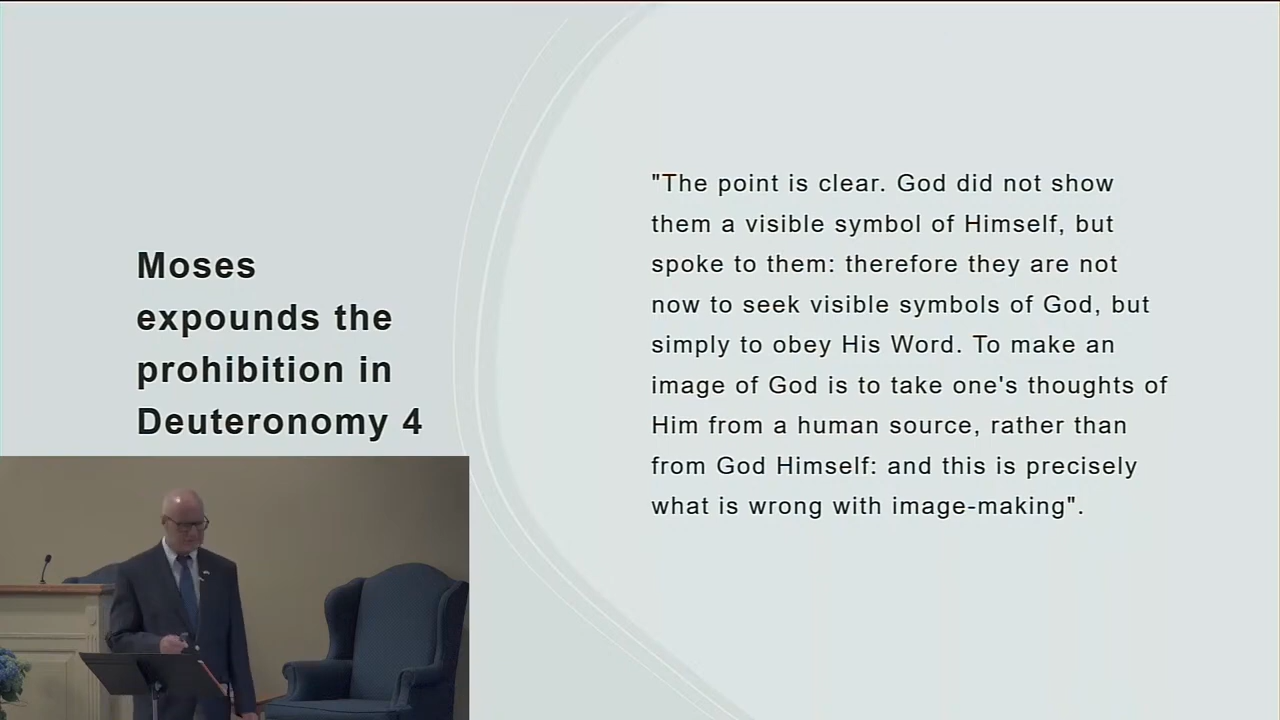 Moses
expounds the
prohibition in
Deuteronomy 4
"The point is clear. God did not show
them a visible symbol of Himself, but
spoke to them: therefore they are not
now to seek visible symbols of God, but
simply to obey His Word. To make an
image of God is to take one's thoughts of
Him from a human source, rather than
from God Himself: and this is precisely
what is wrong with image-making".